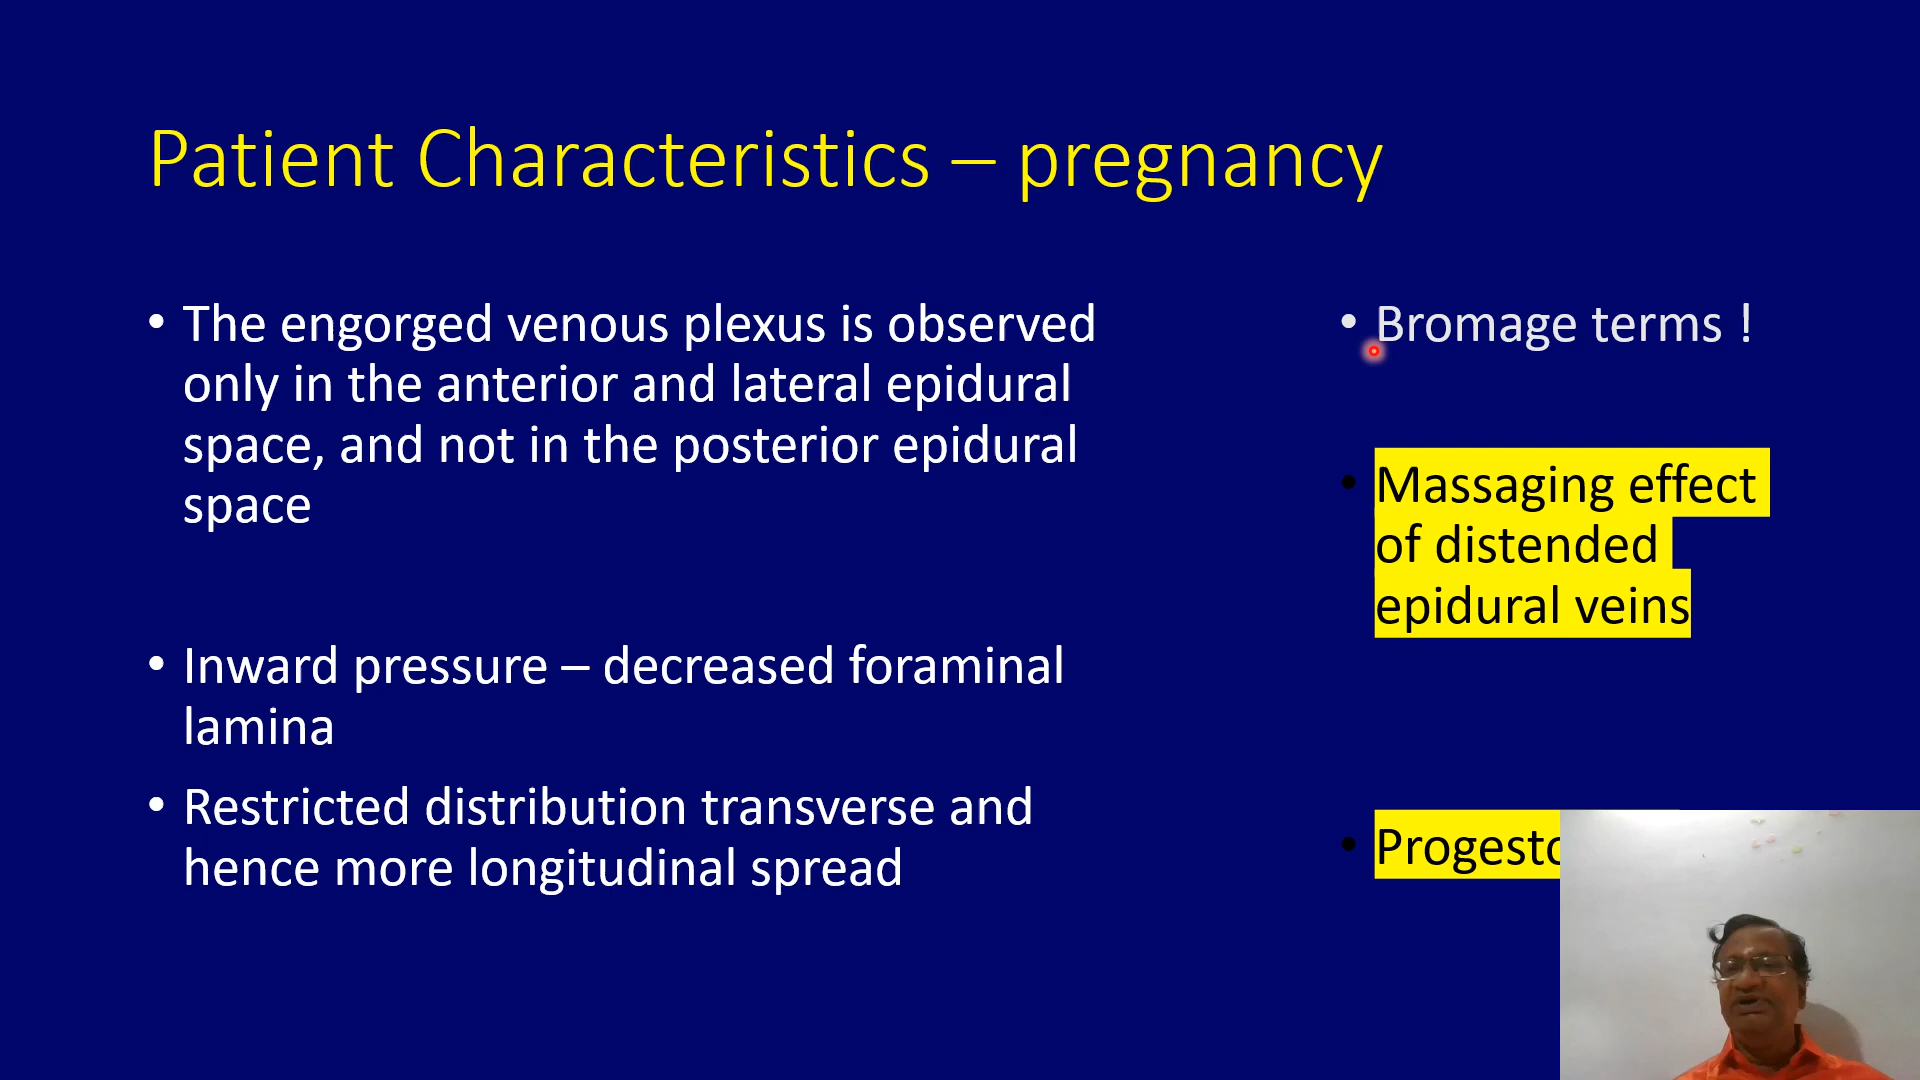 Patient Characteristics – pregnancy
• The engorged venous plexus is observed
only in the anterior and lateral epidural
space, and not in the posterior epidural
space
• Inward pressure – decreased foraminal
lamina
• Restricted distribution transverse and
hence more longitudinal spread
• Bromage terms !
• Massaging effect
of distended
epidural veins
•